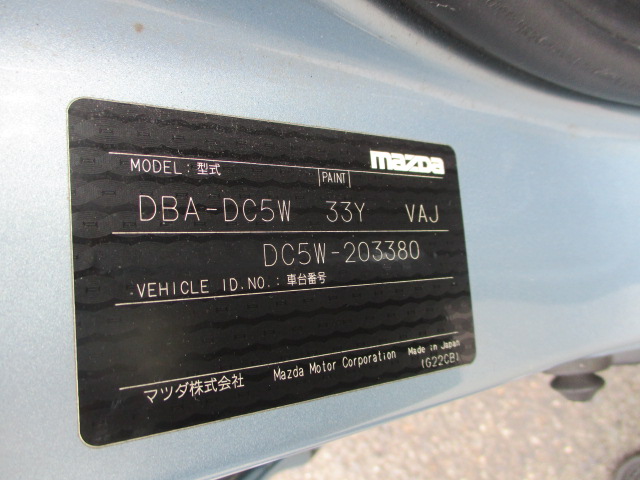 mazda
MODEL: 型式 PAINT
DBA-DC5W 33Y VAJ
DC5W-203380
VEHICLE ID.NO.: 車台番号
マツダ株式会社 Mazda Motor Corporation Made in Japan
(G22CB)